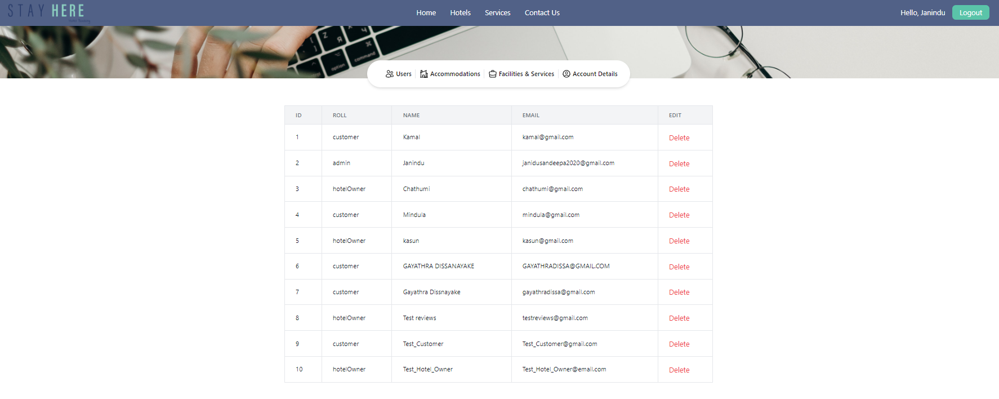 STAY HERE
Hotel Booking
Home Hotels Services Contact Us
Hello, Janindu Logout
Z Я Ч
⌘
command
option
Users Accommodations Facilities & Services Account Details
ID ROLL NAME EMAIL EDIT
1 customer Kamal kamal@gmail.com Delete
2 admin Janindu janidusandeepa2020@gmail.com Delete
3 hotelOwner Chathumi chathumi@gmail.com Delete
4 customer Mindula mindula@gmail.com Delete
5 hotelOwner kasun kasun@gmail.com Delete
6 customer GAYATHRA DISSANAYAKE GAYATHRADISSA@GMAIL.COM Delete
7 customer Gayathra Dissnayake gayathradissa@gmail.com Delete
8 hotelOwner Test reviews testreviews@gmail.com Delete
9 customer Test_Customer Test_Customer@gmail.com Delete
10 hotelOwner Test_Hotel_Owner Test_Hotel_Owner@email.com Delete